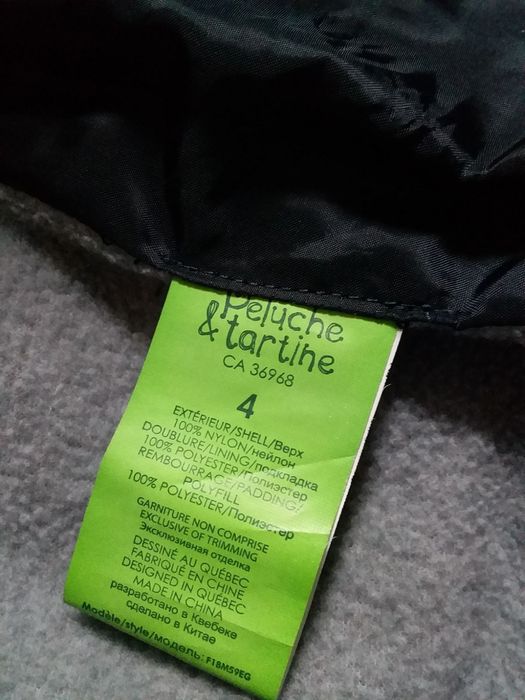 Peluche
& tartine
CA 36968
4
EXTÉRIEUR/SHELL/Верх
100% NYLON/нейлон
DOUBLURE/LINING/подкладка
100% POLYESTER/Полиэстер
REMBOURRAGE/PADDING/
POLYFILL
100% POLYESTER/Полиэстер
GARNITURE NON COMPRISE
EXCLUSIVE OF TRIMMING
Эксклюзивная отделка
DESSINÉ AU QUÉBEC
FABRIQUÉ EN CHINE
DESIGNED IN QUÉBEC
MADE IN CHINA
разработано в Квебеке
сделано в Китае
Modèle/style/модель: F18M59EG